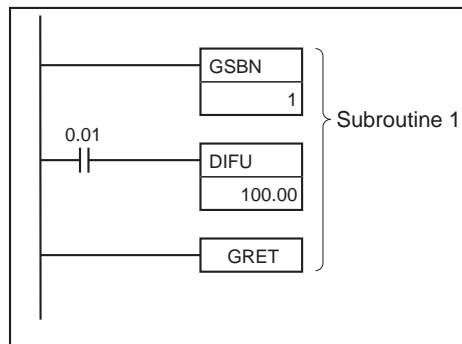 GSBN
1
Subroutine 1
0.01
DIFU
100.00
GRET